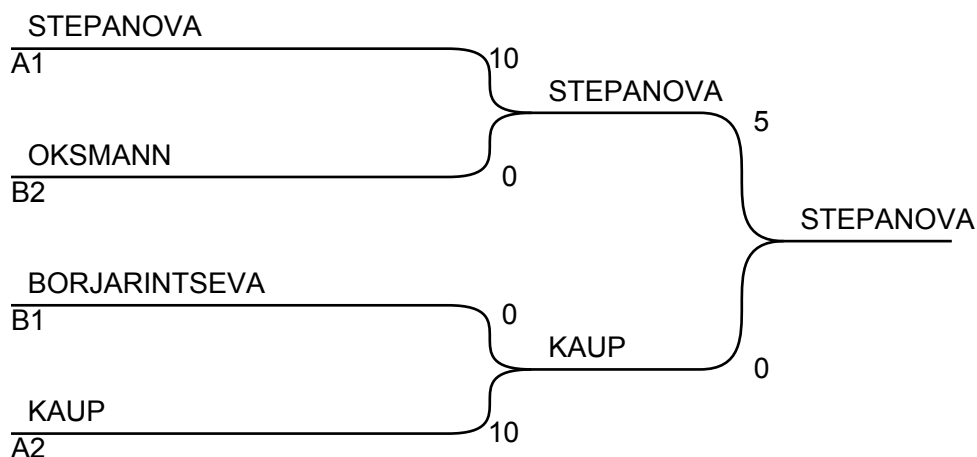 STEPANOVA
A1
10
STEPANOVA
5
OKSMANN
B2
0
STEPANOVA
BORJARINTSEVA
B1
0
KAUP
0
KAUP
A2
10